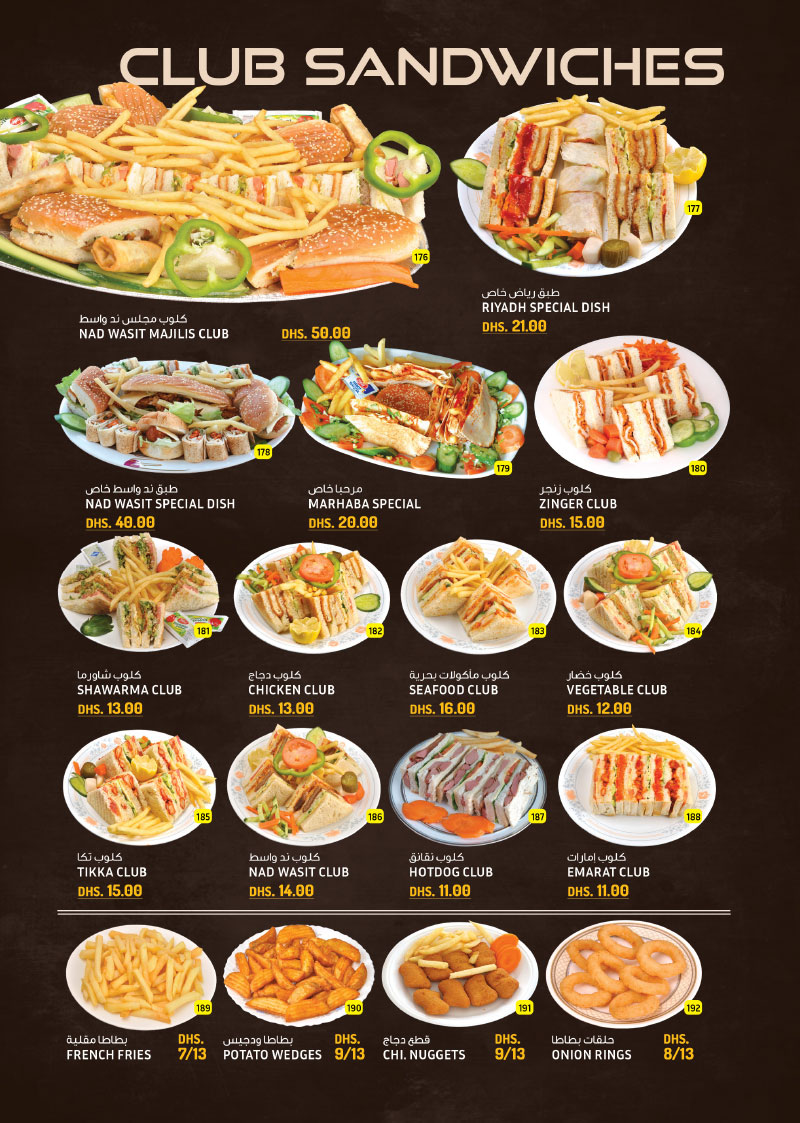 CLUB SANDWICHES
176
177
كلوب مجلس ند واسط
NAD WASIT MAJILIS CLUB
DHS. 50.00
طبق رياض خاص
RIYADH SPECIAL DISH
DHS. 21.00
178
179
180
طبق ند واسط خاص
NAD WASIT SPECIAL DISH
DHS. 40.00
مرحبا خاص
MARHABA SPECIAL
DHS. 20.00
كلوب زنجر
ZINGER CLUB
DHS. 15.00
181
182
183
184
كلوب شاورما
SHAWARMA CLUB
DHS. 13.00
كلوب دجاج
CHICKEN CLUB
DHS. 13.00
كلوب مأكولات بحرية
SEAFOOD CLUB
DHS. 16.00
كلوب خضار
VEGETABLE CLUB
DHS. 12.00
185
186
187
188
كلوب تكا
TIKKA CLUB
DHS. 15.00
كلوب ند واسط
NAD WASIT CLUB
DHS. 14.00
كلوب نقانق
HOTDOG CLUB
DHS. 11.00
كلوب امارات
EMARAT CLUB
DHS. 11.00
189
190
191
192
بطاطا مقلية
FRENCH FRIES
DHS.
7/13
بطاطا ودجيس
POTATO WEDGES
DHS.
9/13
قطع دجاج
CHI. NUGGETS
DHS.
9/13
حلقات بطاطا
ONION RINGS
DHS.
8/13